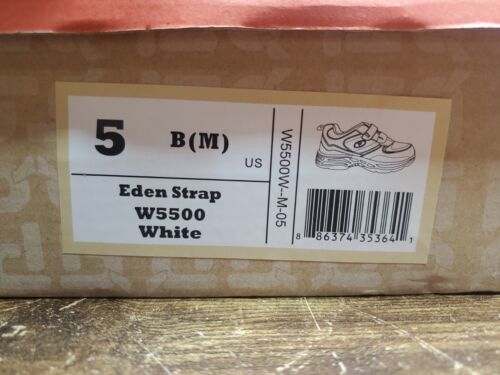 5 B(M)
US
Eden Strap
W5500
White
W5500W--M-05
8 86374 35364 1